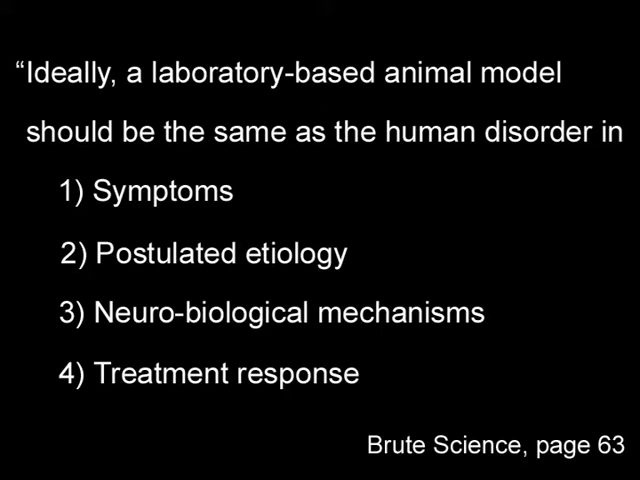 “Ideally, a laboratory-based animal model
should be the same as the human disorder in
1) Symptoms
2) Postulated etiology
3) Neuro-biological mechanisms
4) Treatment response
Brute Science, page 63